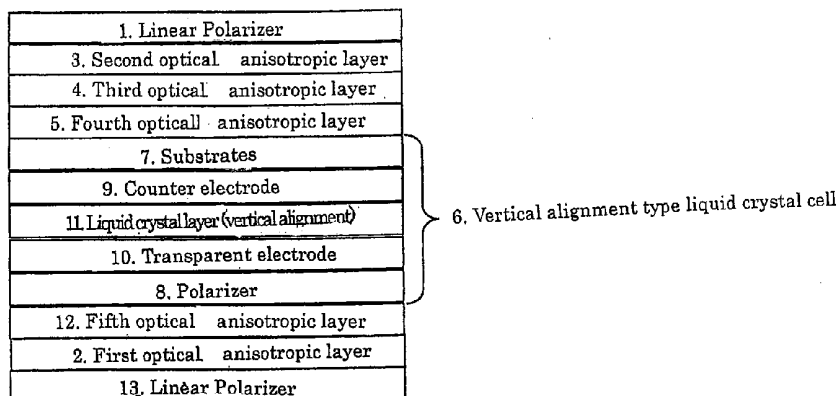 1. Linear Polarizer
3. Second optical anisotropic layer
4. Third optical anisotropic layer
5. Fourth opticall anisotropic layer
7. Substrates
9. Counter electrode
11. Liquid crystal layer (vertical alignment)
10. Transparent electrode
8. Polarizer
12. Fifth optical anisotropic layer
2. First optical anisotropic layer
13. Linear Polarizer
6. Vertical alignment type liquid crystal cell